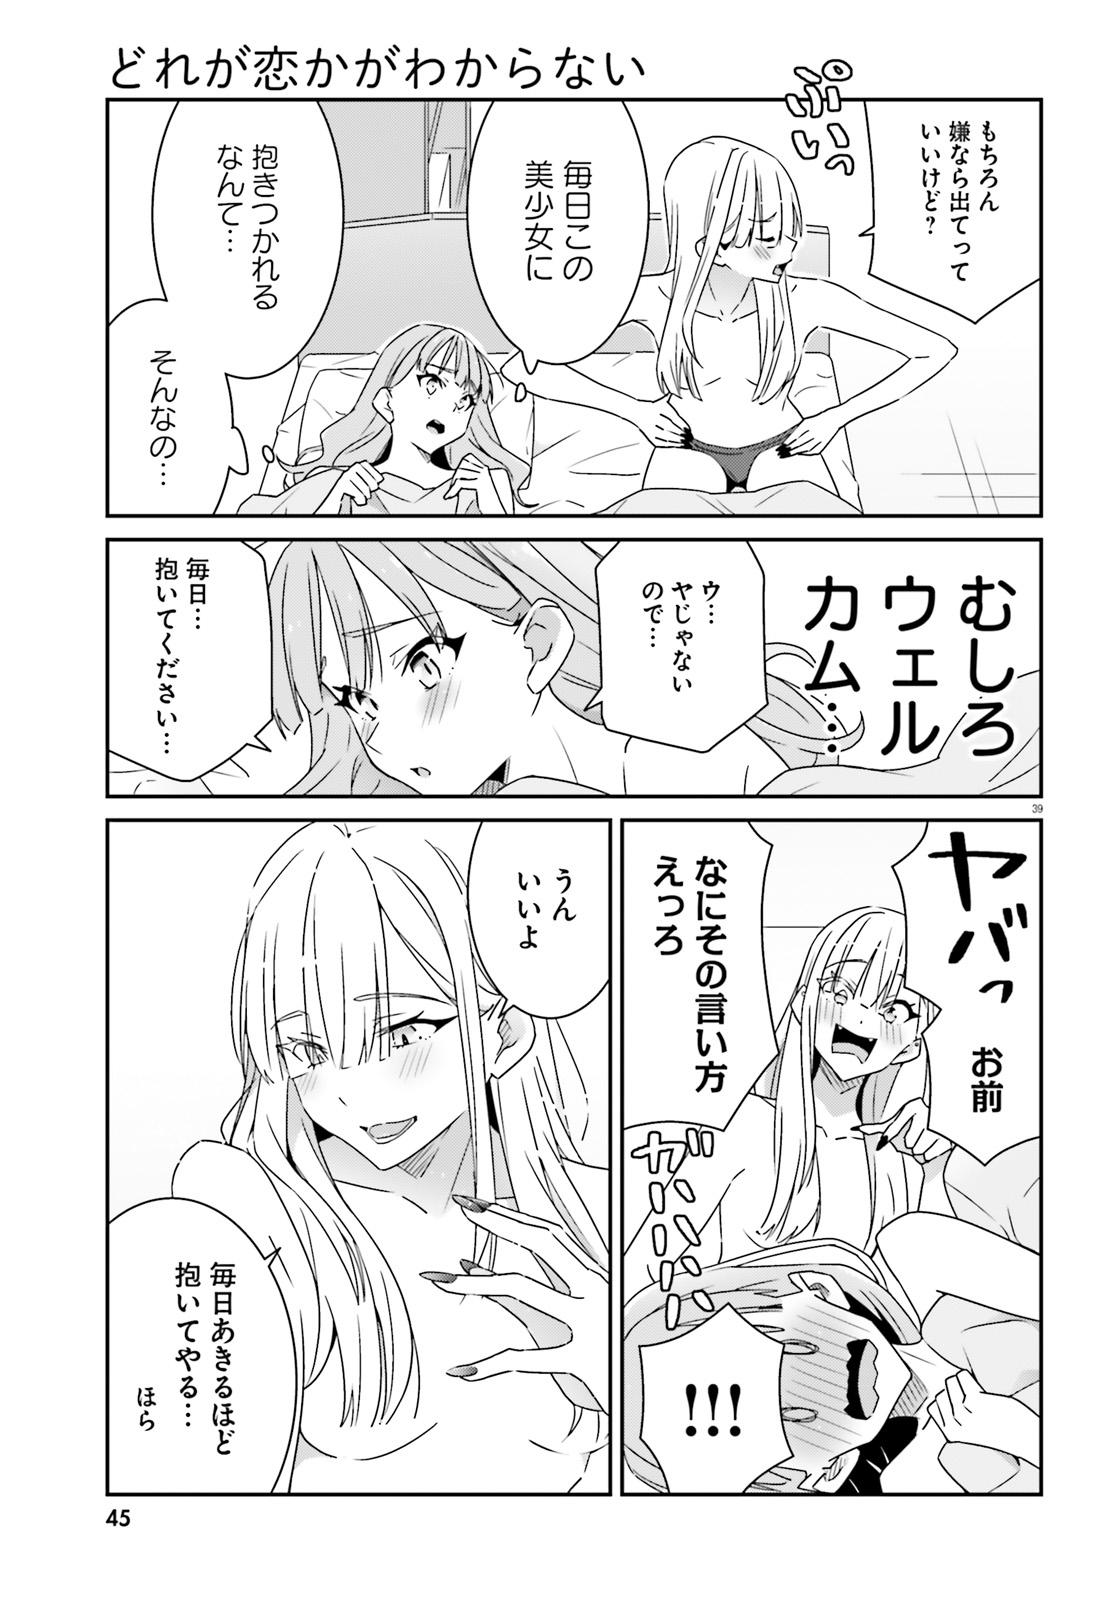 どれが恋かがわからない
もちろん
嫌なら出てって
いいけど?
ぷいっ
毎日この
美少女に
抱きつかれる
なんて…
そんなの…
むしろ
ウェル
カム…
ウ…
ヤじゃない
ので…
毎日…
抱いてください…
39
ヤバっ
お前
なにその言い方
えっろ
ガバババ
!!!
うん
いいよ
毎日あきるほど
抱いてやる…
ほら
45